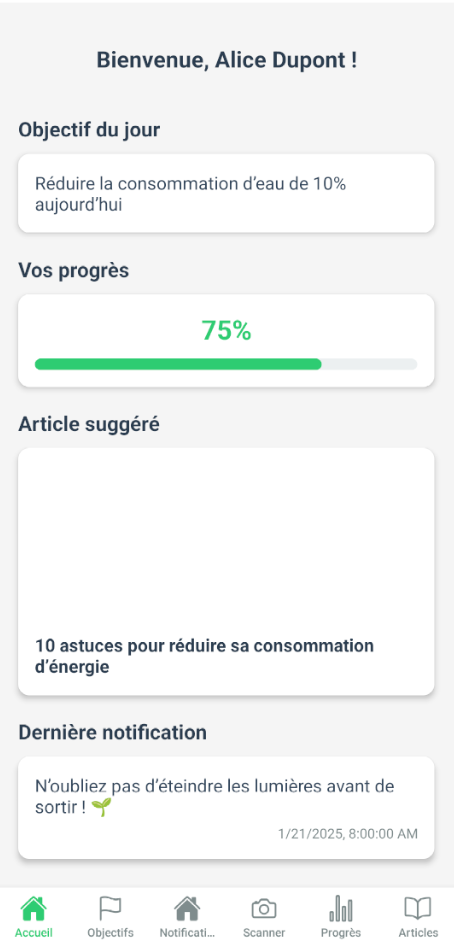 Bienvenue, Alice Dupont !
Objectif du jour
Réduire la consommation d’eau de 10%
aujourd’hui
Vos progrès
75%
Article suggéré
10 astuces pour réduire sa consommation
d’énergie
Dernière notification
N’oubliez pas d’éteindre les lumières avant de
sortir ! 🌱
1/21/2025, 8:00:00 AM
Accueil Objectifs Notificati... Scanner Progrès Articles